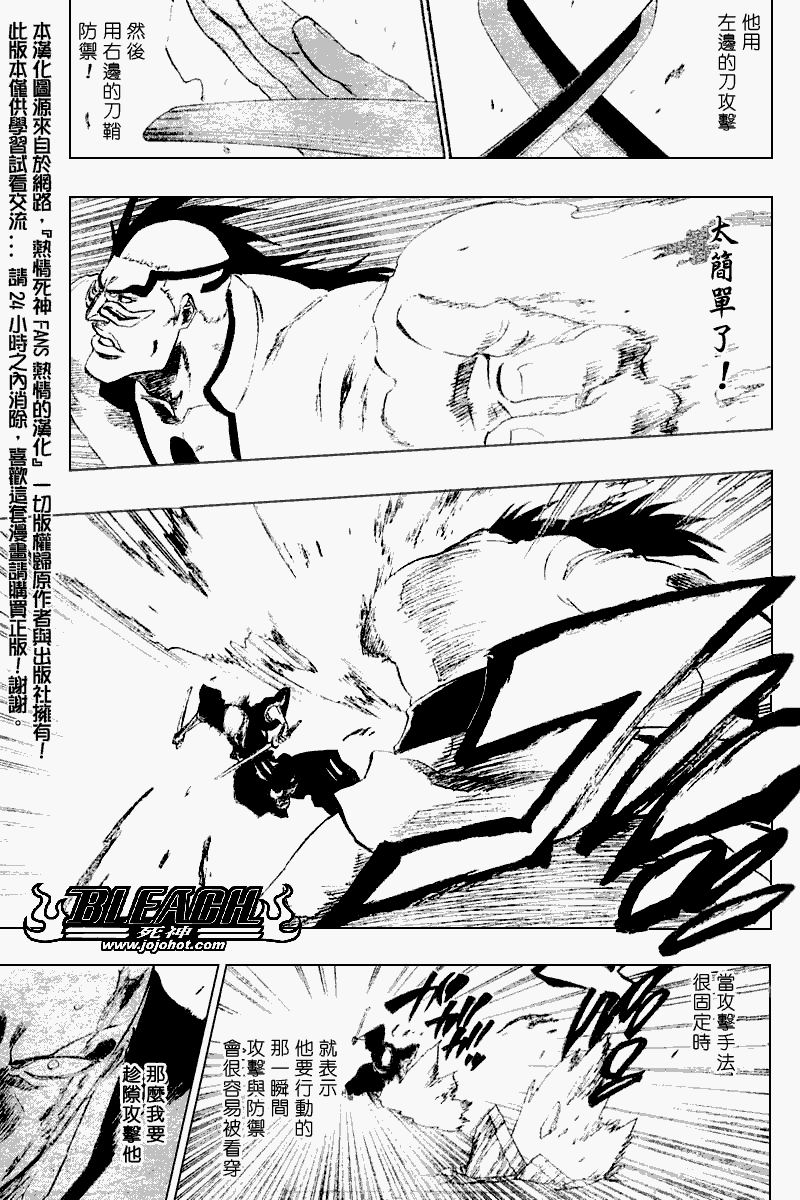 他用
左邊的刀攻擊
然後
用右邊的刀鞘
防禦！
太簡單了！
BLEACH
死神
www.jojohot.com
當攻擊手法
很固定時
就表示
他要行動的
那一瞬間
攻擊與防禦
會很容易被看穿
那麼我要
趁隙攻擊他
本漢化圖源來自於網路，『熱情死神 FANS 熱情的漢化』一切版權歸原作者與出版社擁有！
此版本僅供學習試看交流... 請 24 小時之內消除，喜歡這套漫畫請購買正版！謝謝。